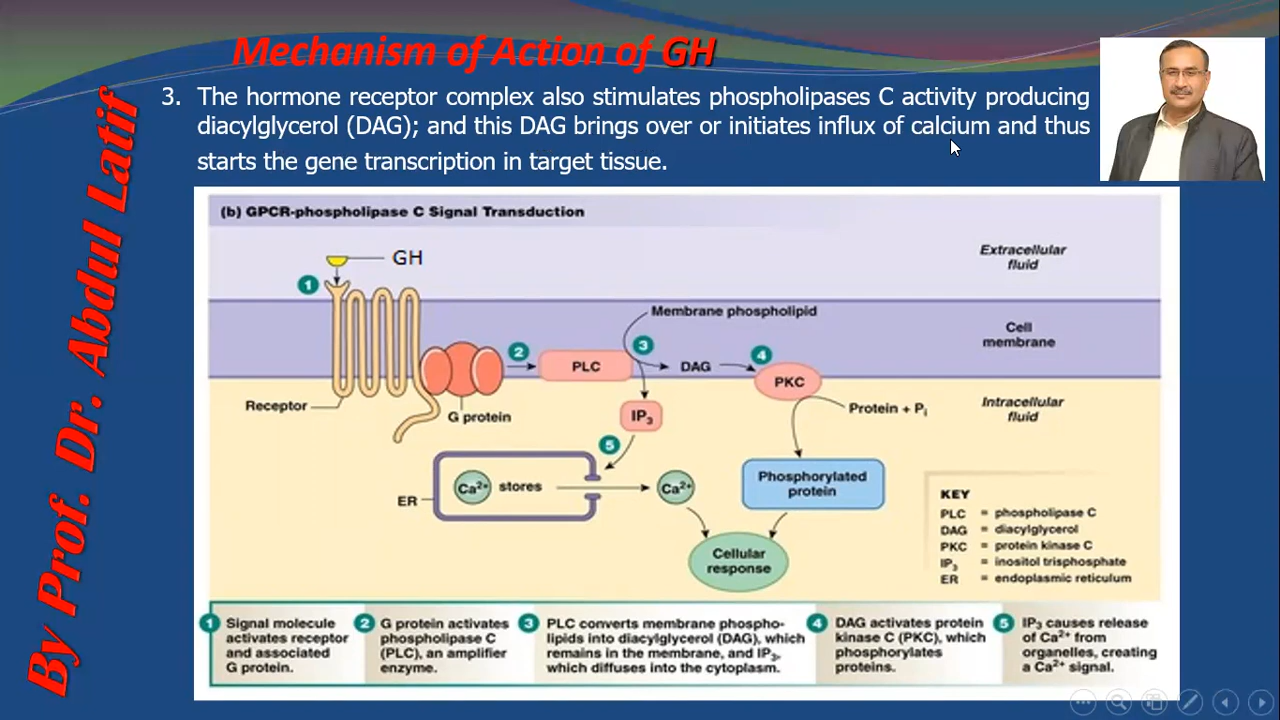 Mechanism of Action of GH
By Prof. Dr. Abdul Latif
3. The hormone receptor complex also stimulates phospholipases C activity producing
diacylglycerol (DAG); and this DAG brings over or initiates influx of calcium and thus
starts the gene transcription in target tissue.
(b) GPCR-phospholipase C Signal Transduction
GH
Extracellular
fluid
1
Membrane phospholipid
Cell
membrane
2
3
4
PLC
DAG
PKC
Receptor
G protein
IP3
Protein + Pi
Intracellular
fluid
5
ER
Ca2+ stores
Ca2+
Phosphorylated
protein
Cellular
response
KEY
PLC = phospholipase C
DAG = diacylglycerol
PKC = protein kinase C
IP3 = inositol trisphosphate
ER = endoplasmic reticulum
1 Signal molecule
activates receptor
and associated
G protein.
2 G protein activates
phospholipase C
(PLC), an amplifier
enzyme.
3 PLC converts membrane phospho-
lipids into diacylglycerol (DAG), which
remains in the membrane, and IP3,
which diffuses into the cytoplasm.
4 DAG activates protein
kinase C (PKC), which
phosphorylates
proteins.
5 IP3 causes release
of Ca2+ from
organelles, creating
a Ca2+ signal.